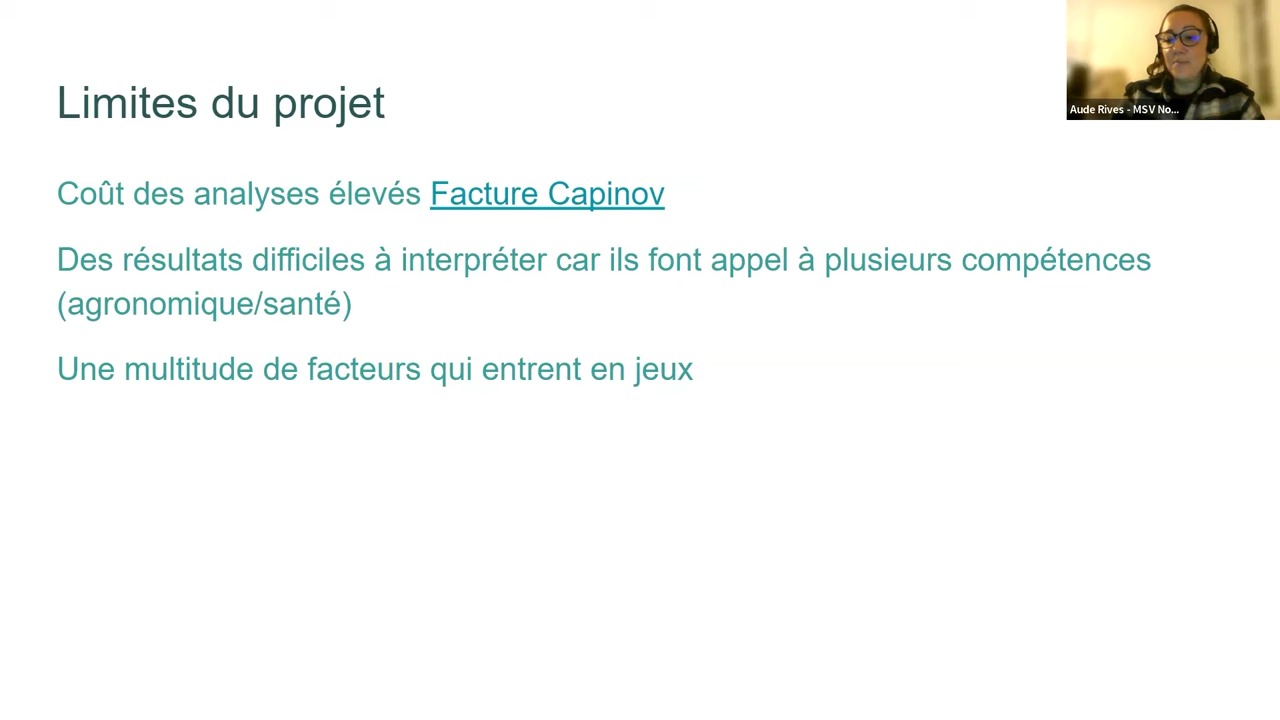 Limites du projet
Aude Rives - MSV No...
Coût des analyses élevés Facture Capinov
Des résultats difficiles à interpréter car ils font appel à plusieurs compétences
(agronomique/santé)
Une multitude de facteurs qui entrent en jeux